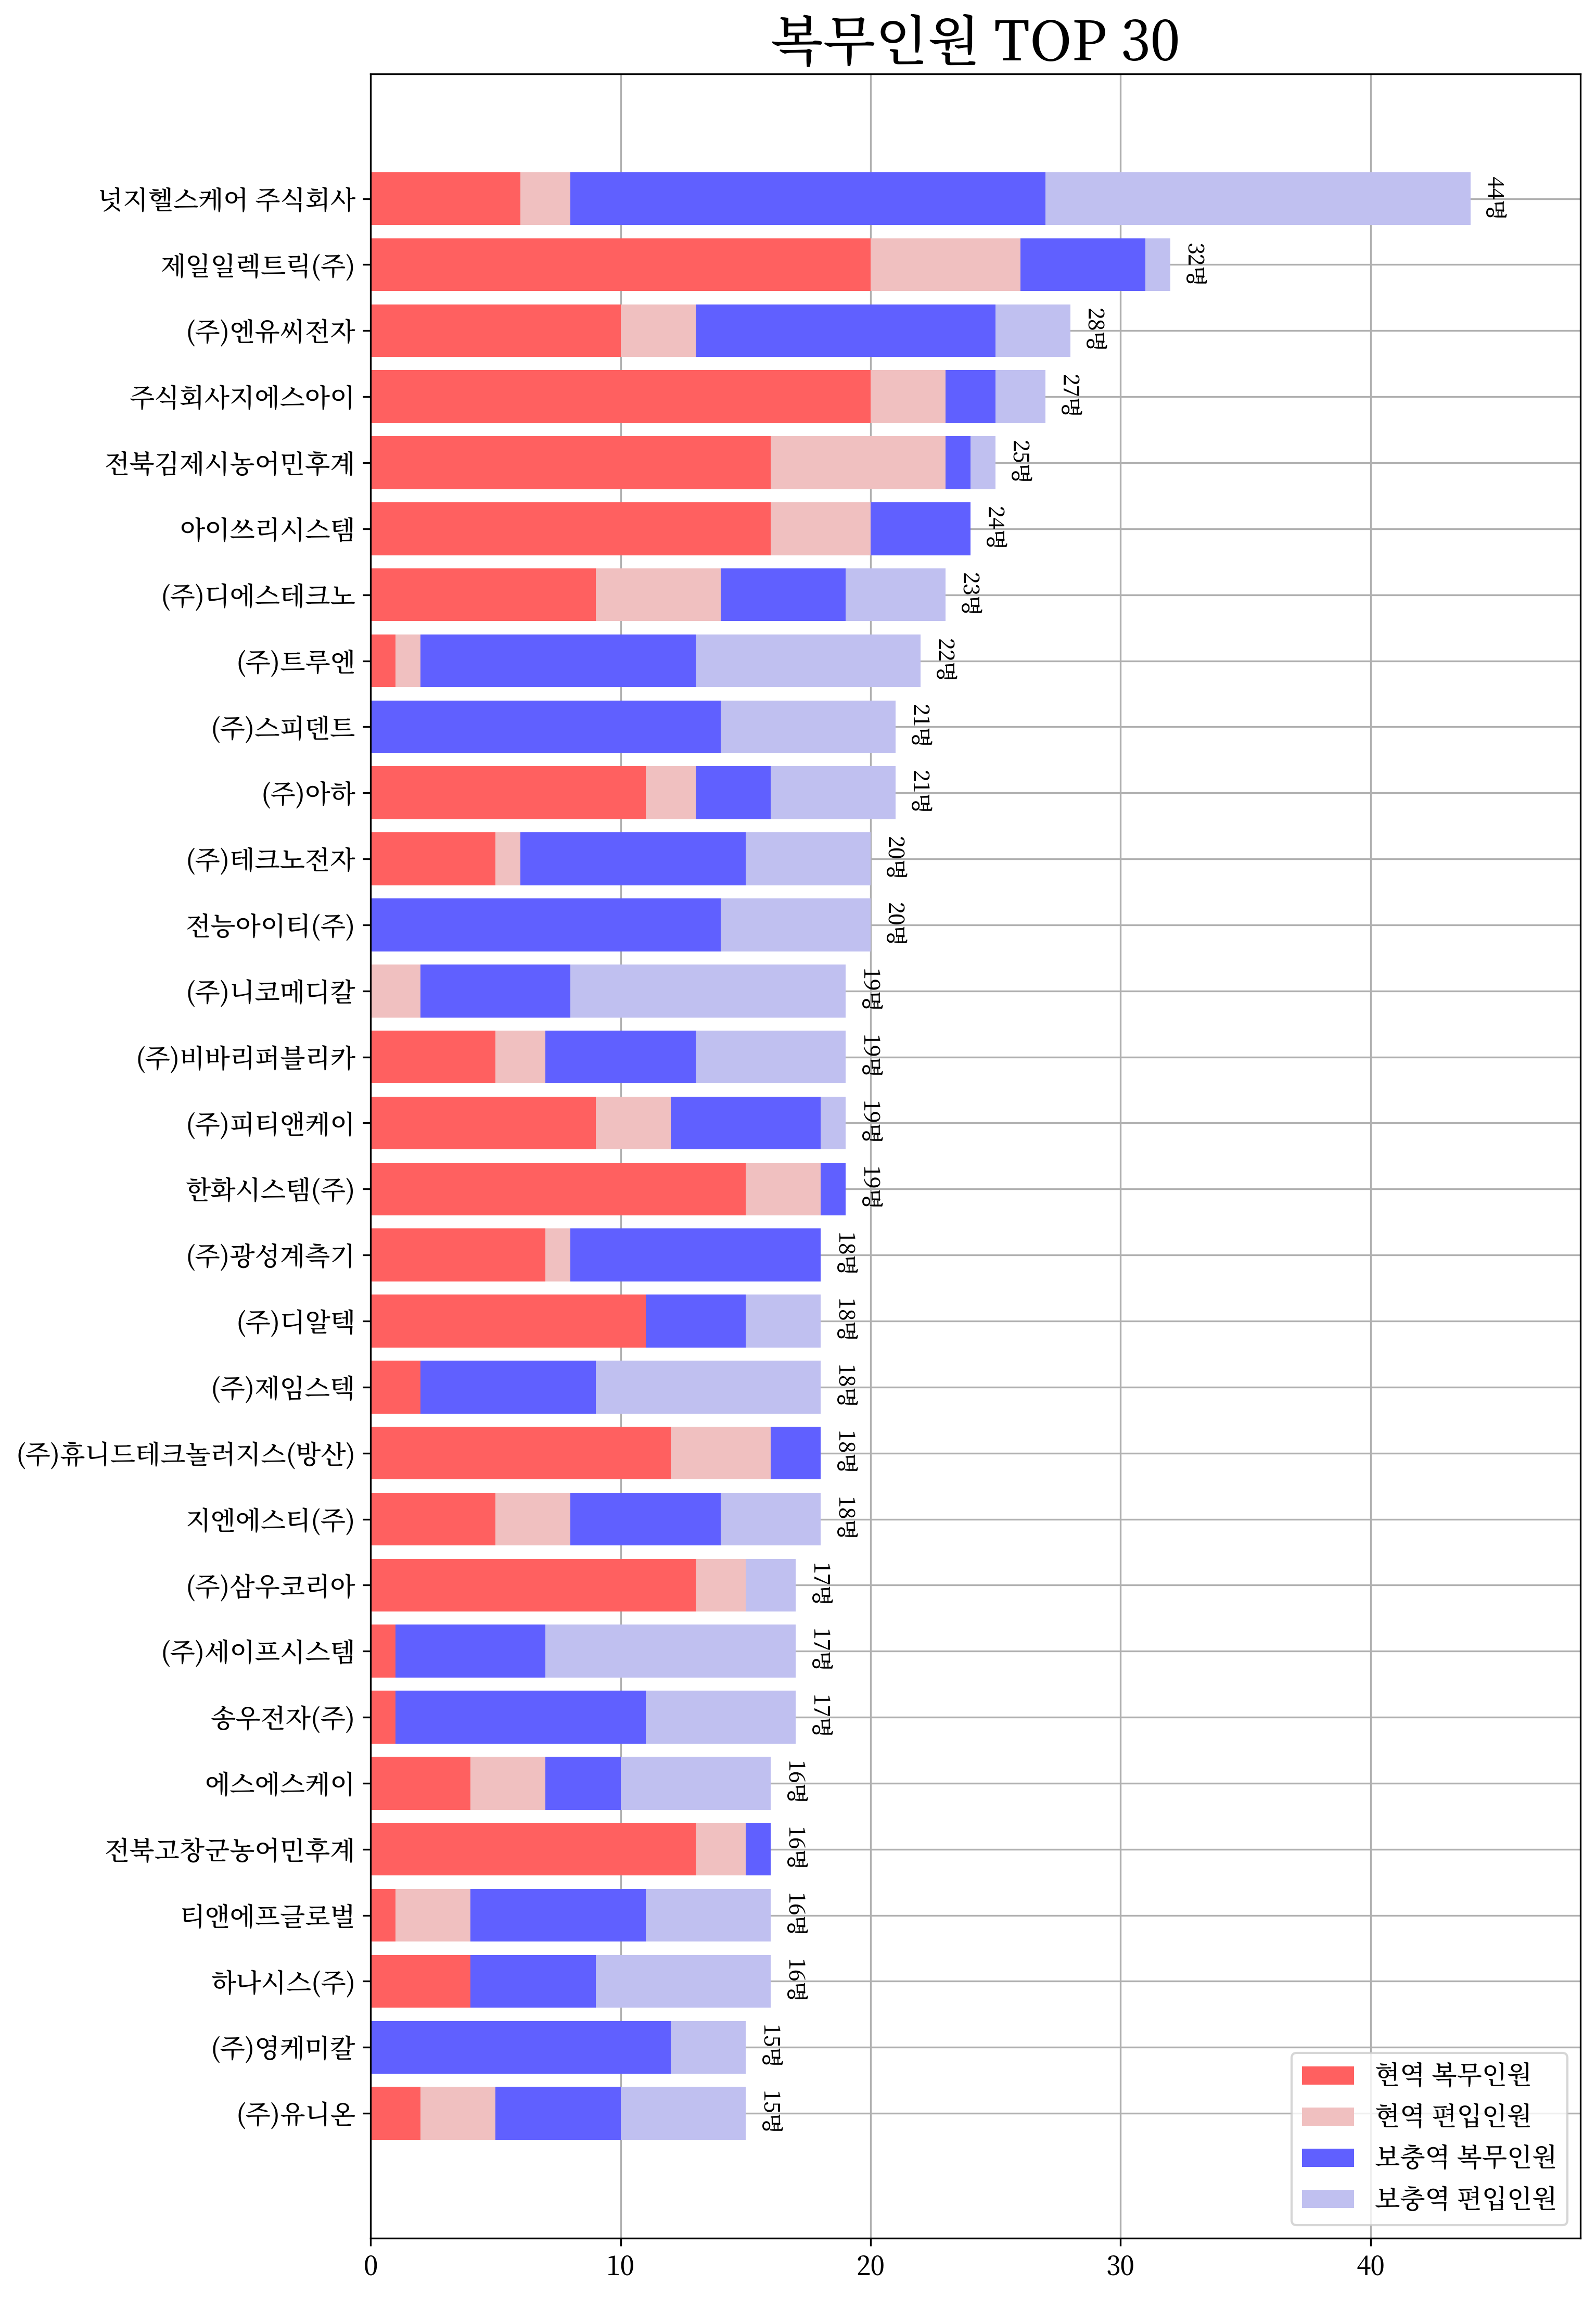 복무인원 TOP 30
넛지헬스케어 주식회사 44명
제일일렉트릭(주) 32명
(주)엔유씨전자 28명
주식회사지에스아이 27명
전북김제시농어민후계 25명
아이쓰리시스템 24명
(주)디에스테크노 23명
(주)트루엔 22명
(주)스피덴트 21명
(주)아하 21명
(주)테크노전자 20명
전능아이티(주) 20명
(주)니코메디칼 19명
(주)비바리퍼블리카 19명
(주)피티앤케이 19명
한화시스템(주) 19명
(주)광성계측기 18명
(주)디알텍 18명
(주)제임스텍 18명
(주)휴니드테크놀러지스(방산) 18명
지엔에스티(주) 18명
(주)삼우코리아 17명
(주)세이프시스템 17명
송우전자(주) 17명
에스에스케이 16명
전북고창군농어민후계 16명
티앤에프글로벌 16명
하나시스(주) 16명
(주)영케미칼 15명
(주)유니온 15명
현역 복무인원
현역 편입인원
보충역 복무인원
보충역 편입인원
0 10 20 30 40